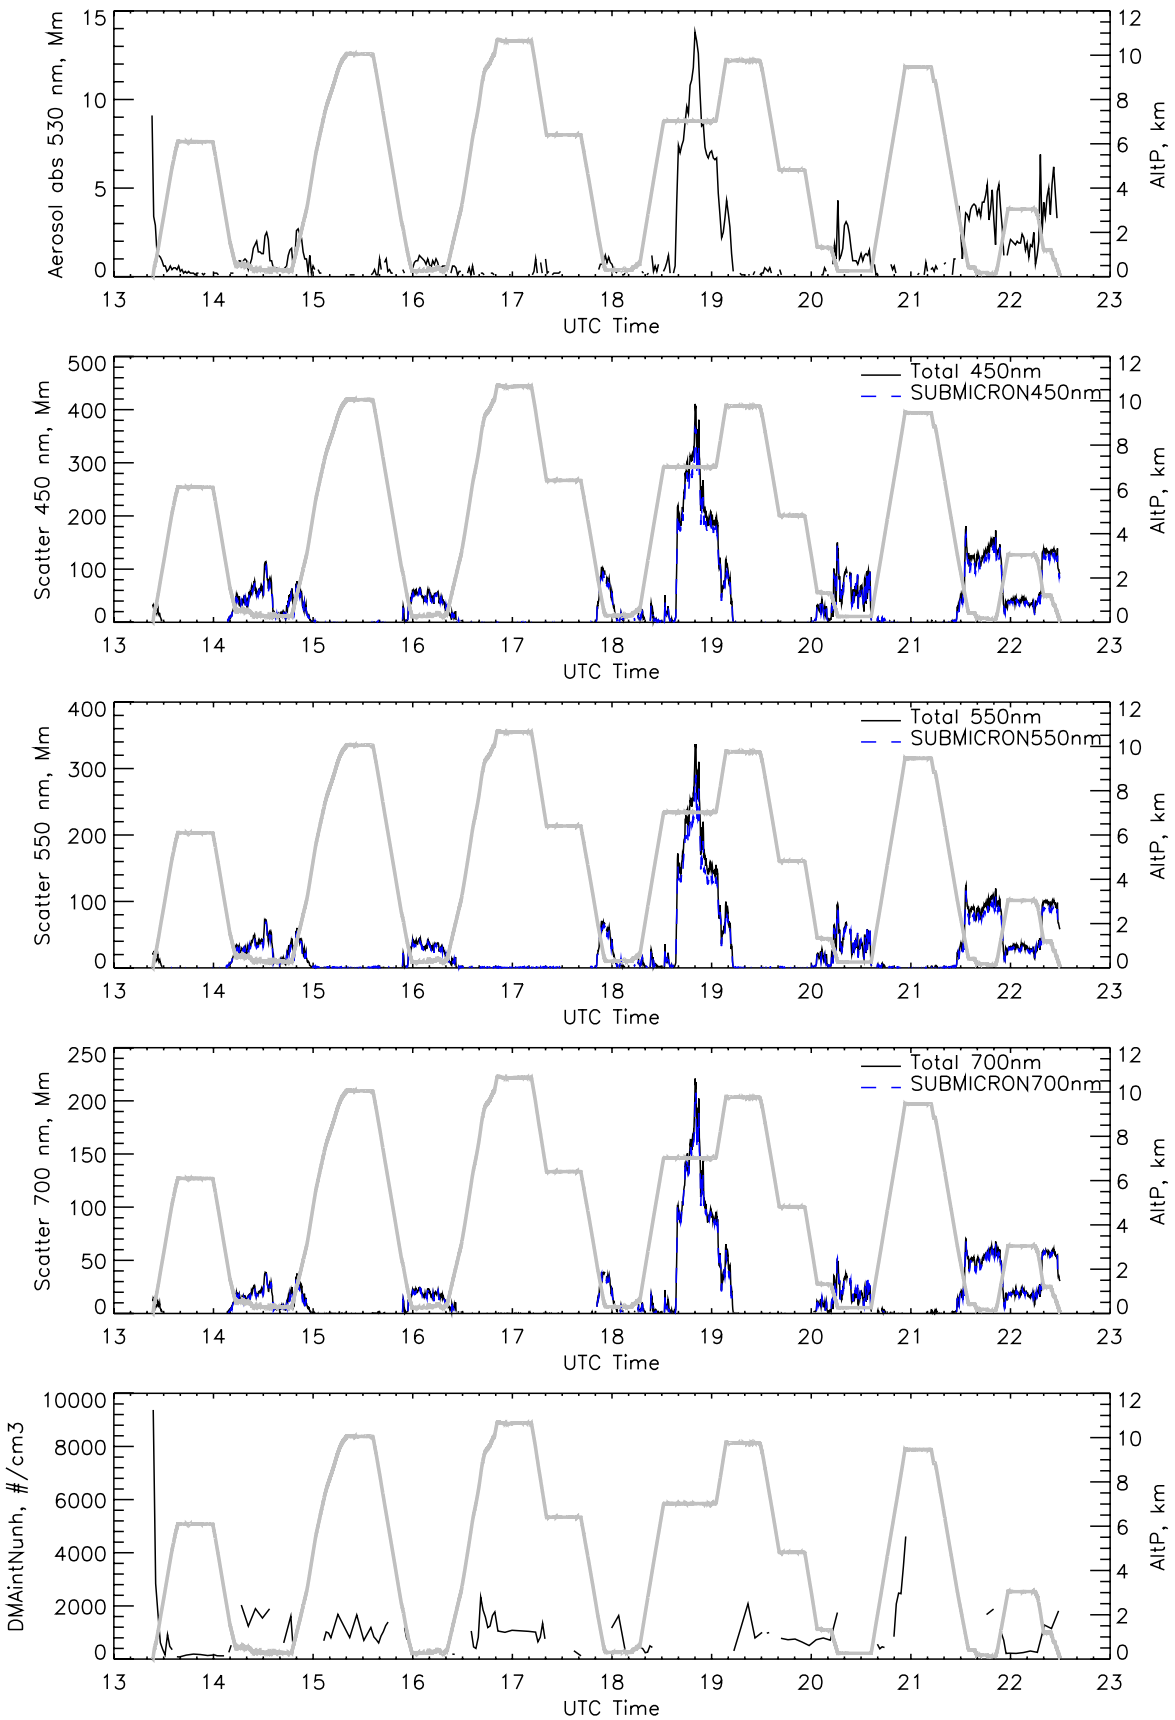 15
10
5
0
Aerosol abs 530 nm, Mm
12
10
8
6
4
2
0
AltP, km
13 14 15 16 17 18 19 20 21 22 23
UTC Time
500
400
300
200
100
0
Scatter 450 nm, Mm
Total 450nm
SUBMICRON450nm
12
10
8
6
4
2
0
AltP, km
13 14 15 16 17 18 19 20 21 22 23
UTC Time
400
300
200
100
0
Scatter 550 nm, Mm
Total 550nm
SUBMICRON550nm
12
10
8
6
4
2
0
AltP, km
13 14 15 16 17 18 19 20 21 22 23
UTC Time
250
200
150
100
50
0
Scatter 700 nm, Mm
Total 700nm
SUBMICRON700nm
12
10
8
6
4
2
0
AltP, km
13 14 15 16 17 18 19 20 21 22 23
UTC Time
10000
8000
6000
4000
2000
0
DMAintNunh, #/cm3
12
10
8
6
4
2
0
AltP, km
13 14 15 16 17 18 19 20 21 22 23
UTC Time